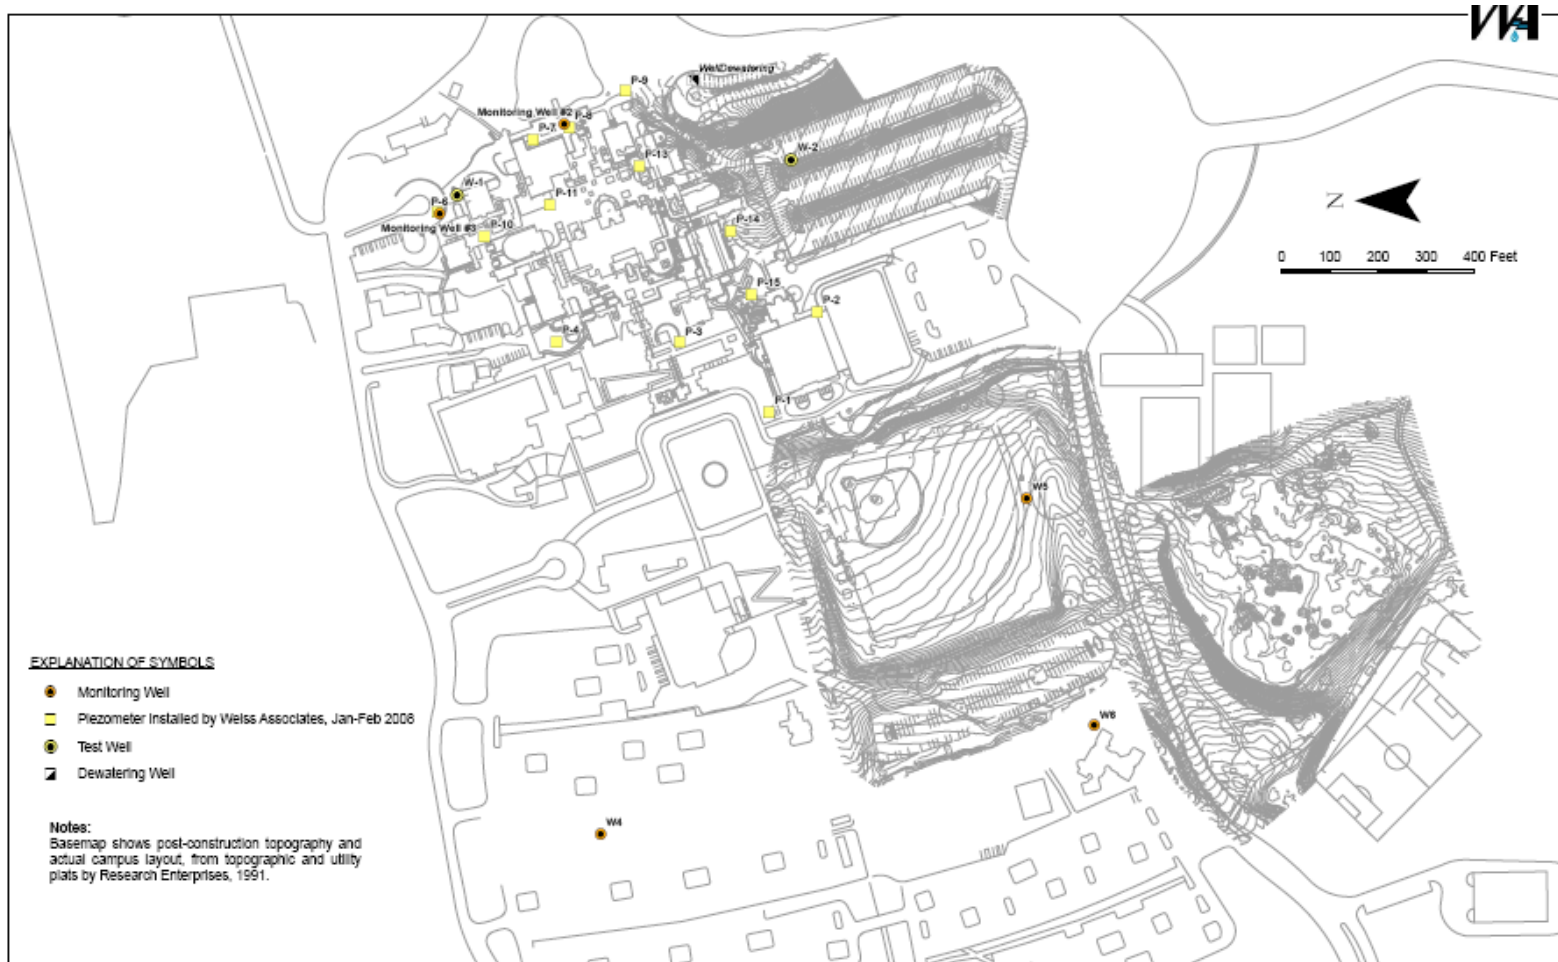 WA
WellDewatering
P-9
Monitoring Well #2
P-8
P-7
W-2
P-13
W-1
P-6
P-11
Monitoring Well #3
P-10
P-14
N
0 100 200 300 400 Feet
P-15
P-2
P-4
P-3
P-1
W5
EXPLANATION OF SYMBOLS
Monitoring Well
Piezometer Installed by Weiss Associates, Jan-Feb 2008
Test Well
Dewatering Well
W6
W4
Notes:
Basemap shows post-construction topography and
actual campus layout, from topographic and utility
plats by Research Enterprises, 1991.